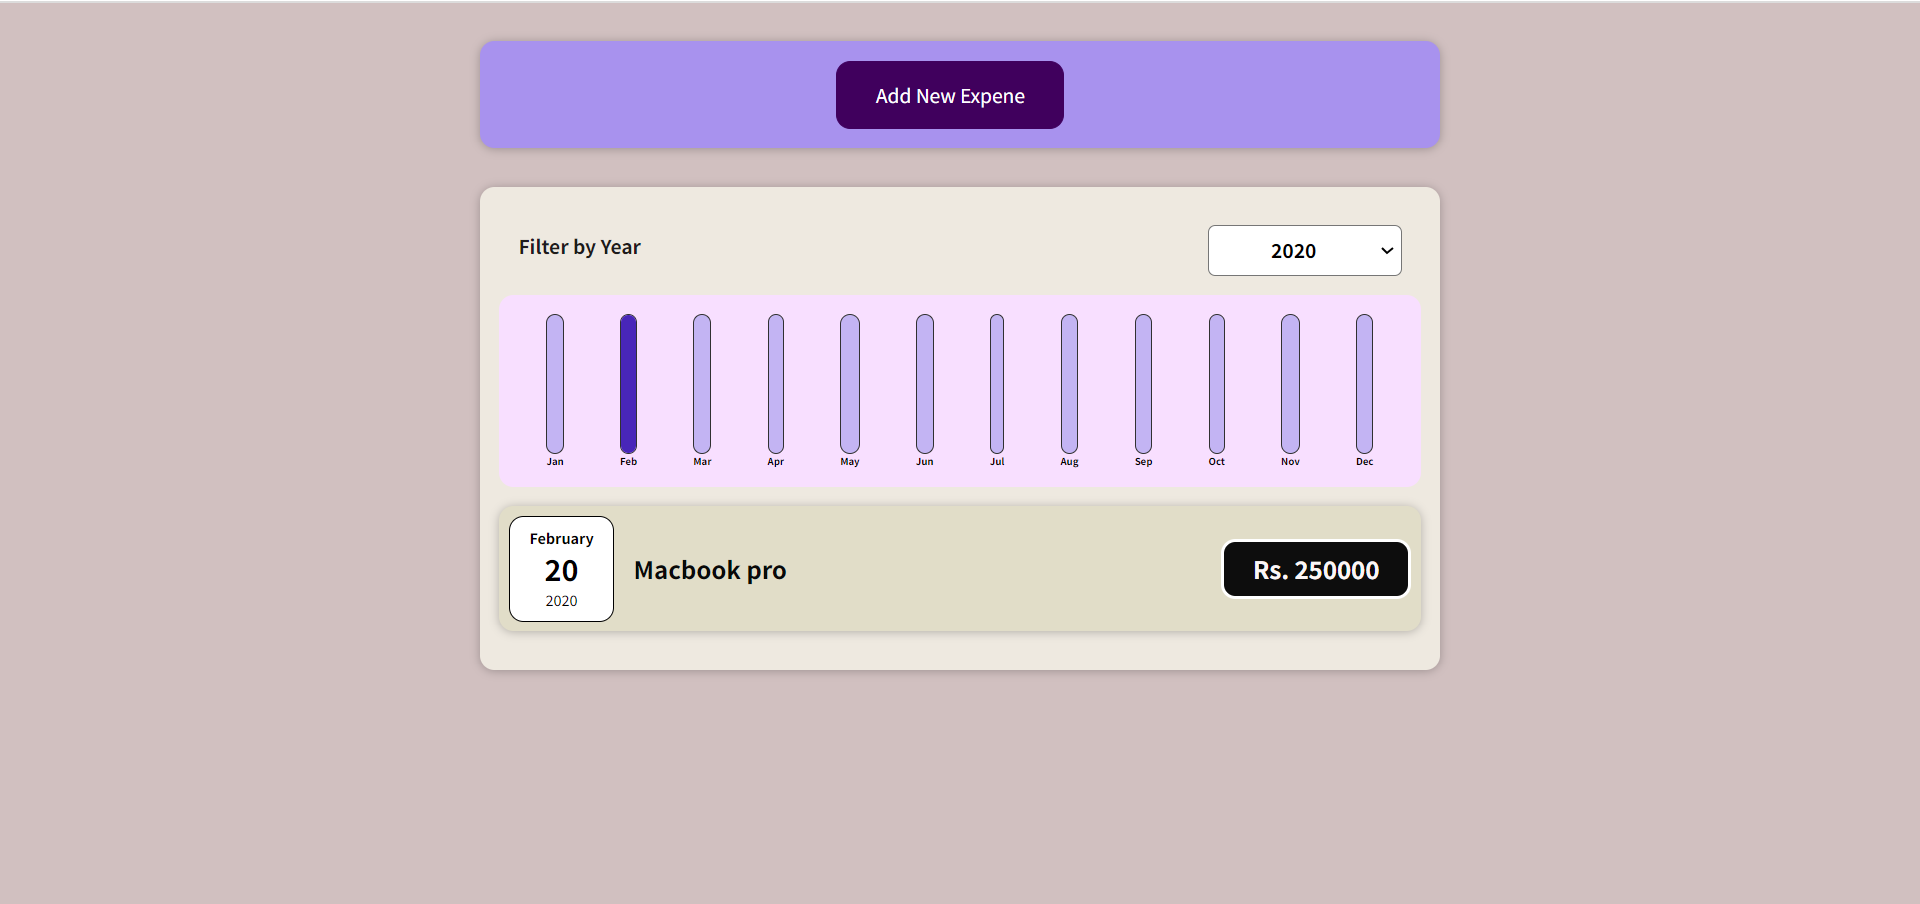 Add New Expene
Filter by Year
2020
Jan Feb Mar Apr May Jun Jul Aug Sep Oct Nov Dec
February
20
2020
Macbook pro
Rs. 250000